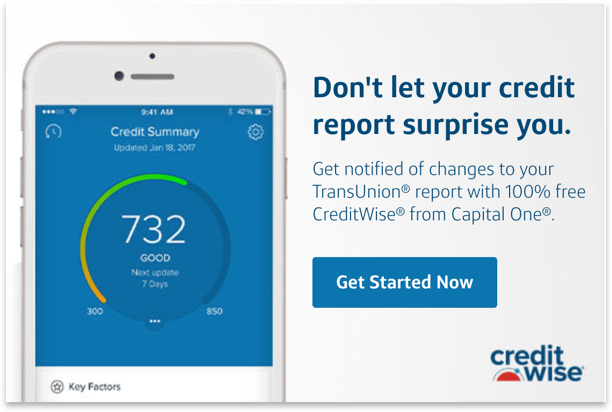 9:41 AM
42%
Credit Summary
Updated Jan 18, 2017
732
GOOD
Next update
7 Days
300
850
Key Factors
Don't let your credit
report surprise you.
Get notified of changes to your
TransUnion® report with 100% free
CreditWise® from Capital One®.
Get Started Now
credit
wise®